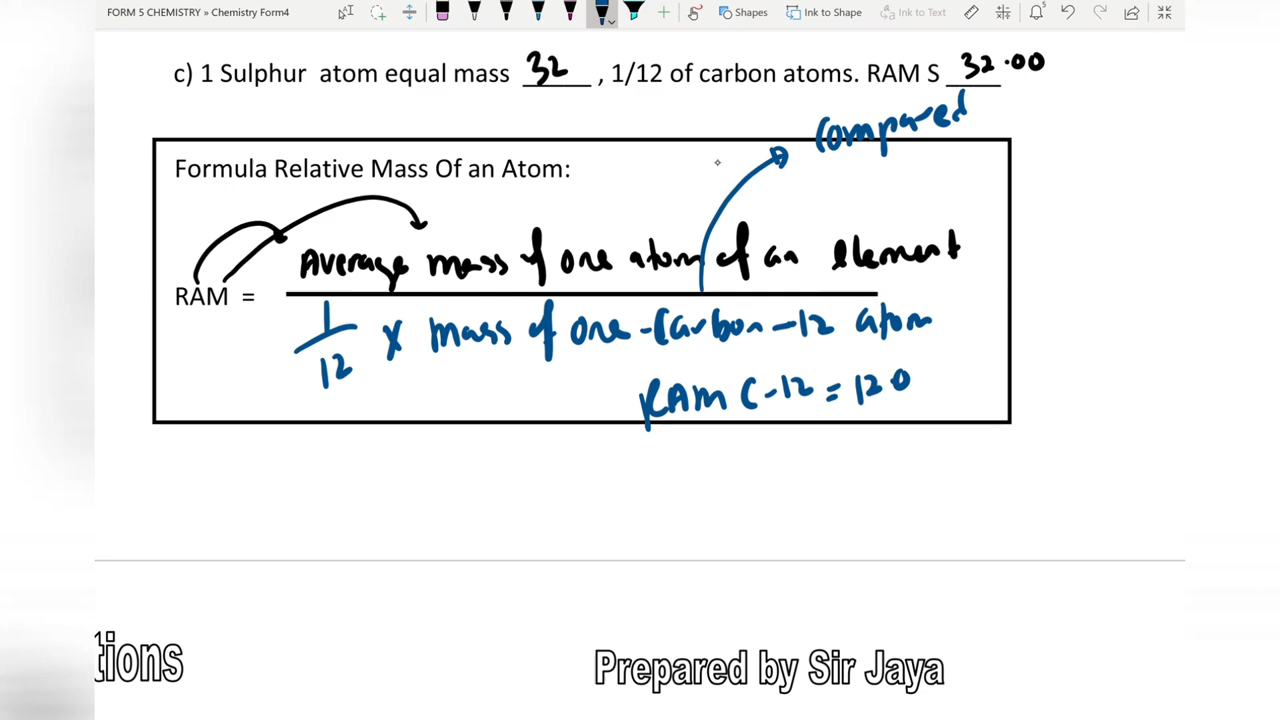 FORM 5 CHEMISTRY » Chemistry Form4
Shapes
Ink to Shape
Ink to Text
5
c) 1 Sulphur atom equal mass 32 , 1/12 of carbon atoms. RAM S 32.00
Compared
Formula Relative Mass Of an Atom:
Average mass of one atom of an element
RAM =
1/12 x mass of one-Carbon-12 atom
RAM C-12 = 120
tions
Prepared by Sir Jaya